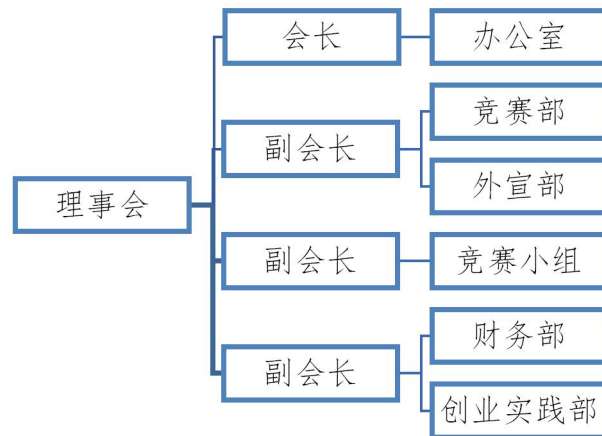 会长
办公室
副会长
竞赛部
外宣部
理事会
副会长
竞赛小组
副会长
财务部
创业实践部